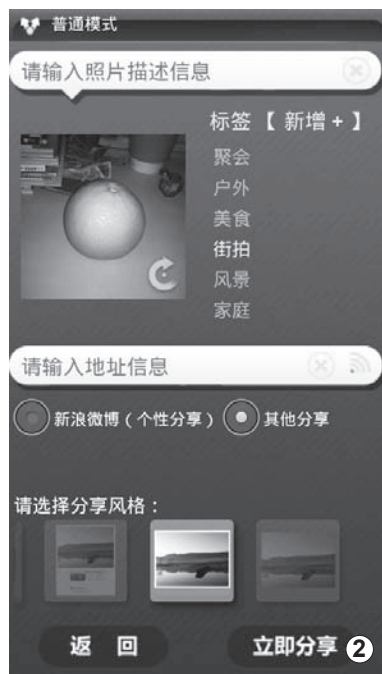 普通模式
请输入照片描述信息
标签【 新增 + 】
聚会
户外
美食
街拍
风景
家庭
请输入地址信息
新浪微博（个性分享） 其他分享
请选择分享风格：
返 回 立即分享 2